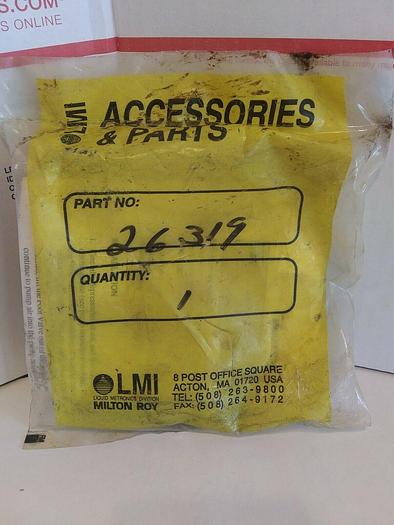 S.COM
S ONLINE
LMI ACCESSORIES
& PARTS
PART NO:
26319
QUANTITY:
1
LMI
LIQUID METRONICS DIVISION
MILTON ROY
8 POST OFFICE SQUARE
ACTON, MA 01720 USA
TEL: (508) 263-9800
FAX: (508) 264-9172